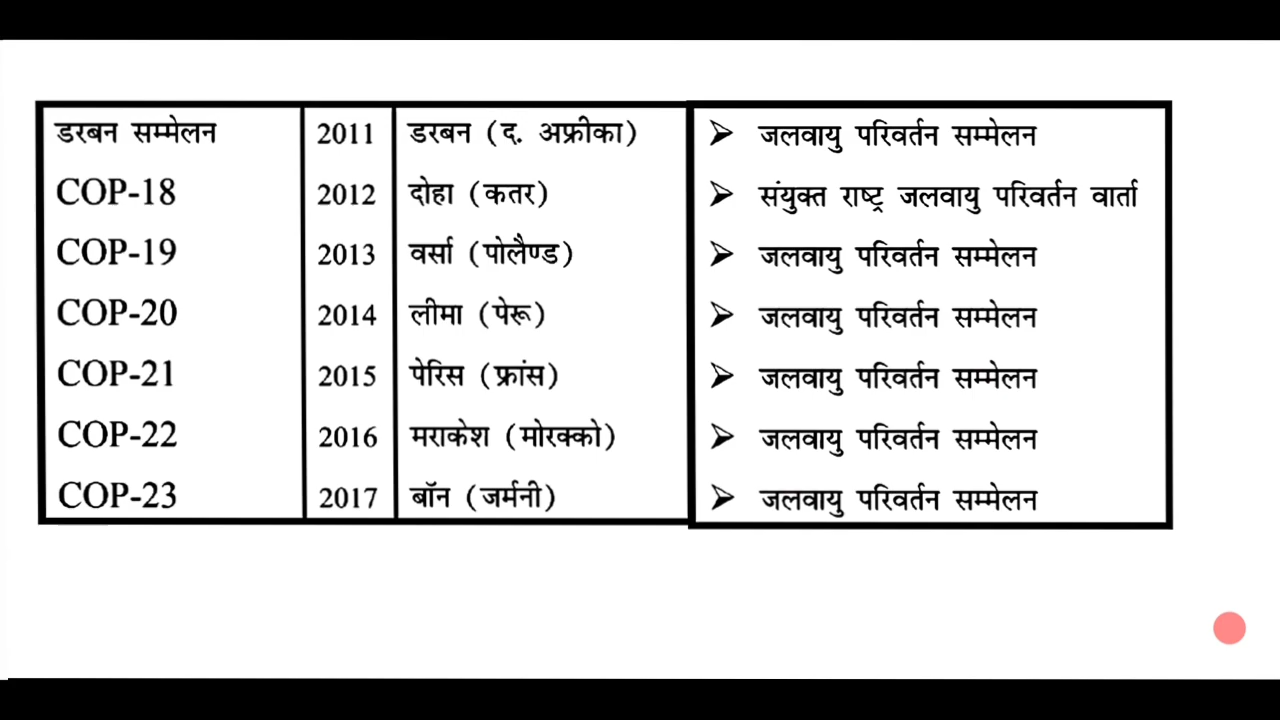 डरबन सम्मेलन 2011 डरबन (द. अफ्रीका) ➢ जलवायु परिवर्तन सम्मेलन
COP-18 2012 दोहा (कतर) ➢ संयुक्त राष्ट्र जलवायु परिवर्तन वार्ता
COP-19 2013 वर्सा (पोलैण्ड) ➢ जलवायु परिवर्तन सम्मेलन
COP-20 2014 लीमा (पेरू) ➢ जलवायु परिवर्तन सम्मेलन
COP-21 2015 पेरिस (फ्रांस) ➢ जलवायु परिवर्तन सम्मेलन
COP-22 2016 मराकेश (मोरक्को) ➢ जलवायु परिवर्तन सम्मेलन
COP-23 2017 बॉन (जर्मनी) ➢ जलवायु परिवर्तन सम्मेलन